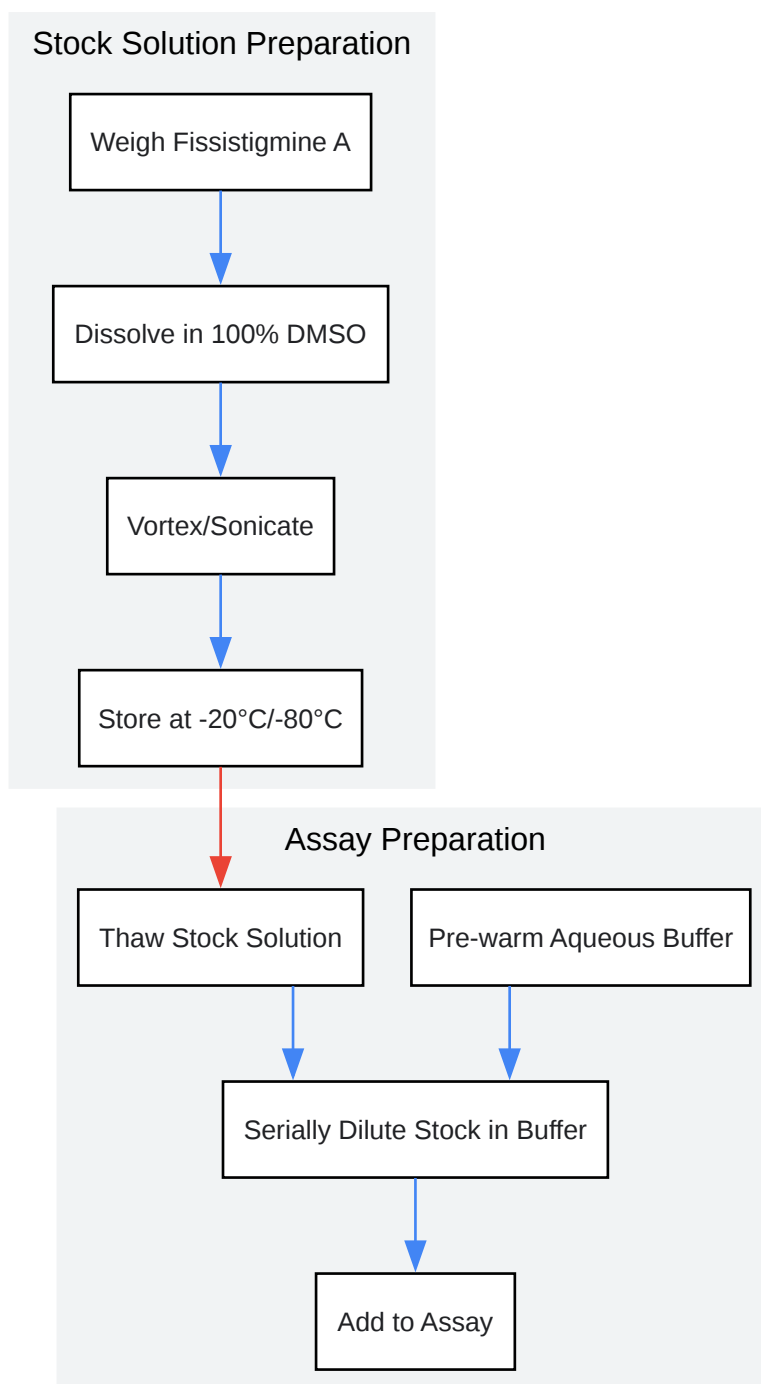 Stock Solution Preparation
Weigh Fissistigmine A
Dissolve in 100% DMSO
Vortex/Sonicate
Store at -20°C/-80°C
Assay Preparation
Thaw Stock Solution
Pre-warm Aqueous Buffer
Serially Dilute Stock in Buffer
Add to Assay